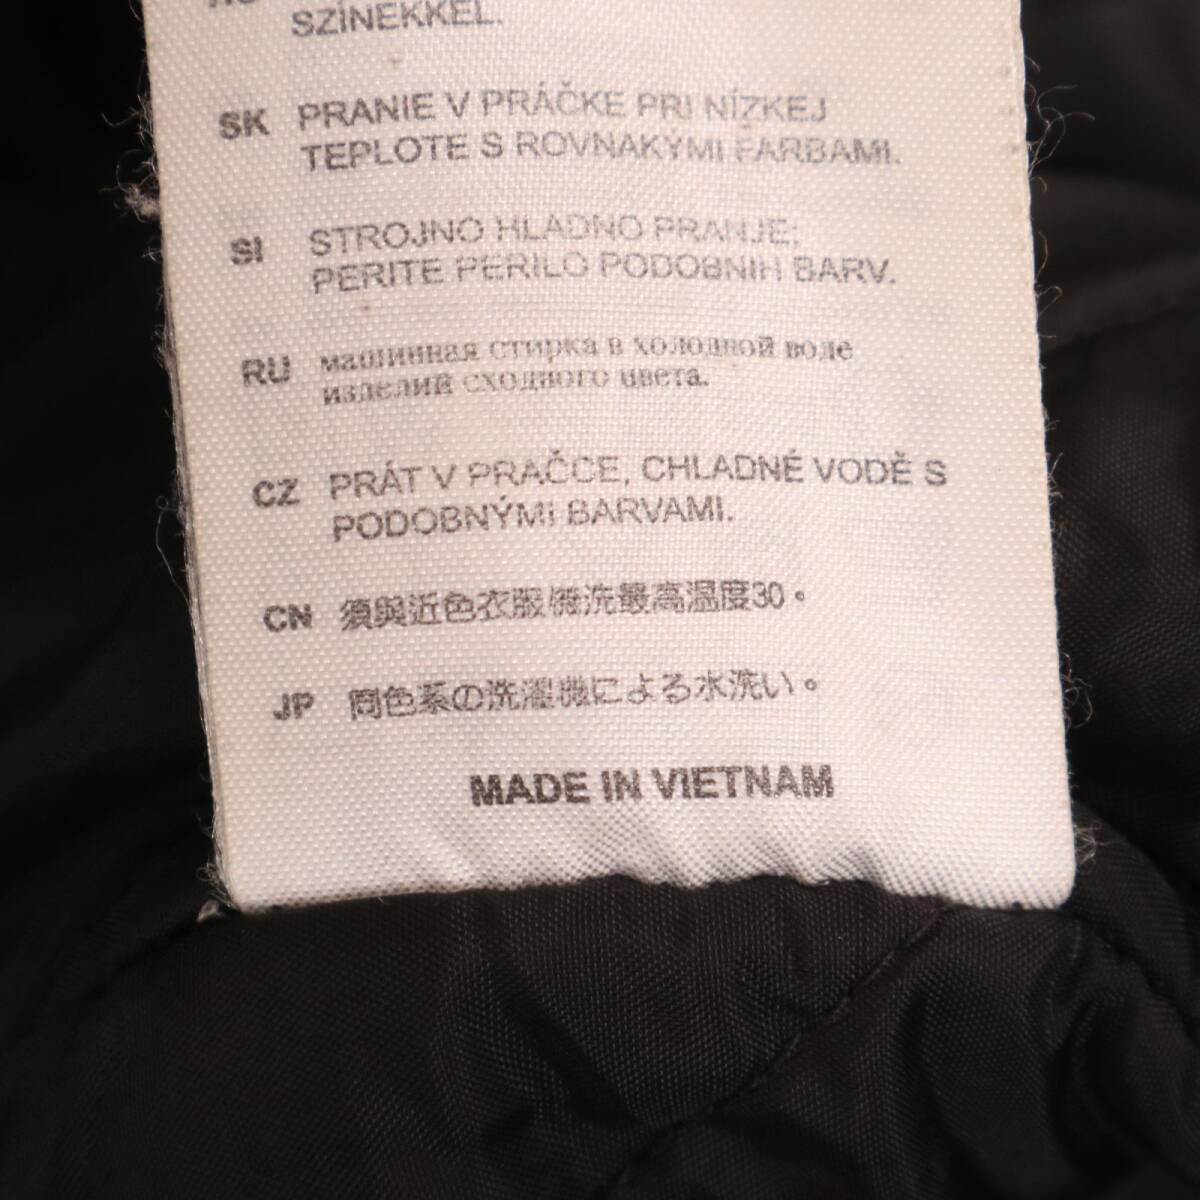 SZÍNEKKEL.
SK PRANIE V PRÁČKE PRI NÍZKEJ
TEPLOTE S ROVNAKÝMI FARBAMI.
SI STROJNO HLADNO PRANJE;
PERITE PERILO PODOBNIH BARV.
RU машинная стирка в холодной воде
изделий сходного цвета.
CZ PRÁT V PRAČCE, CHLADNÉ VODĚ S
PODOBNÝMI BARVAMI.
CN 須與近色衣服機洗最高溫度30。
JP 同色系の洗濯機による水洗い。
MADE IN VIETNAM